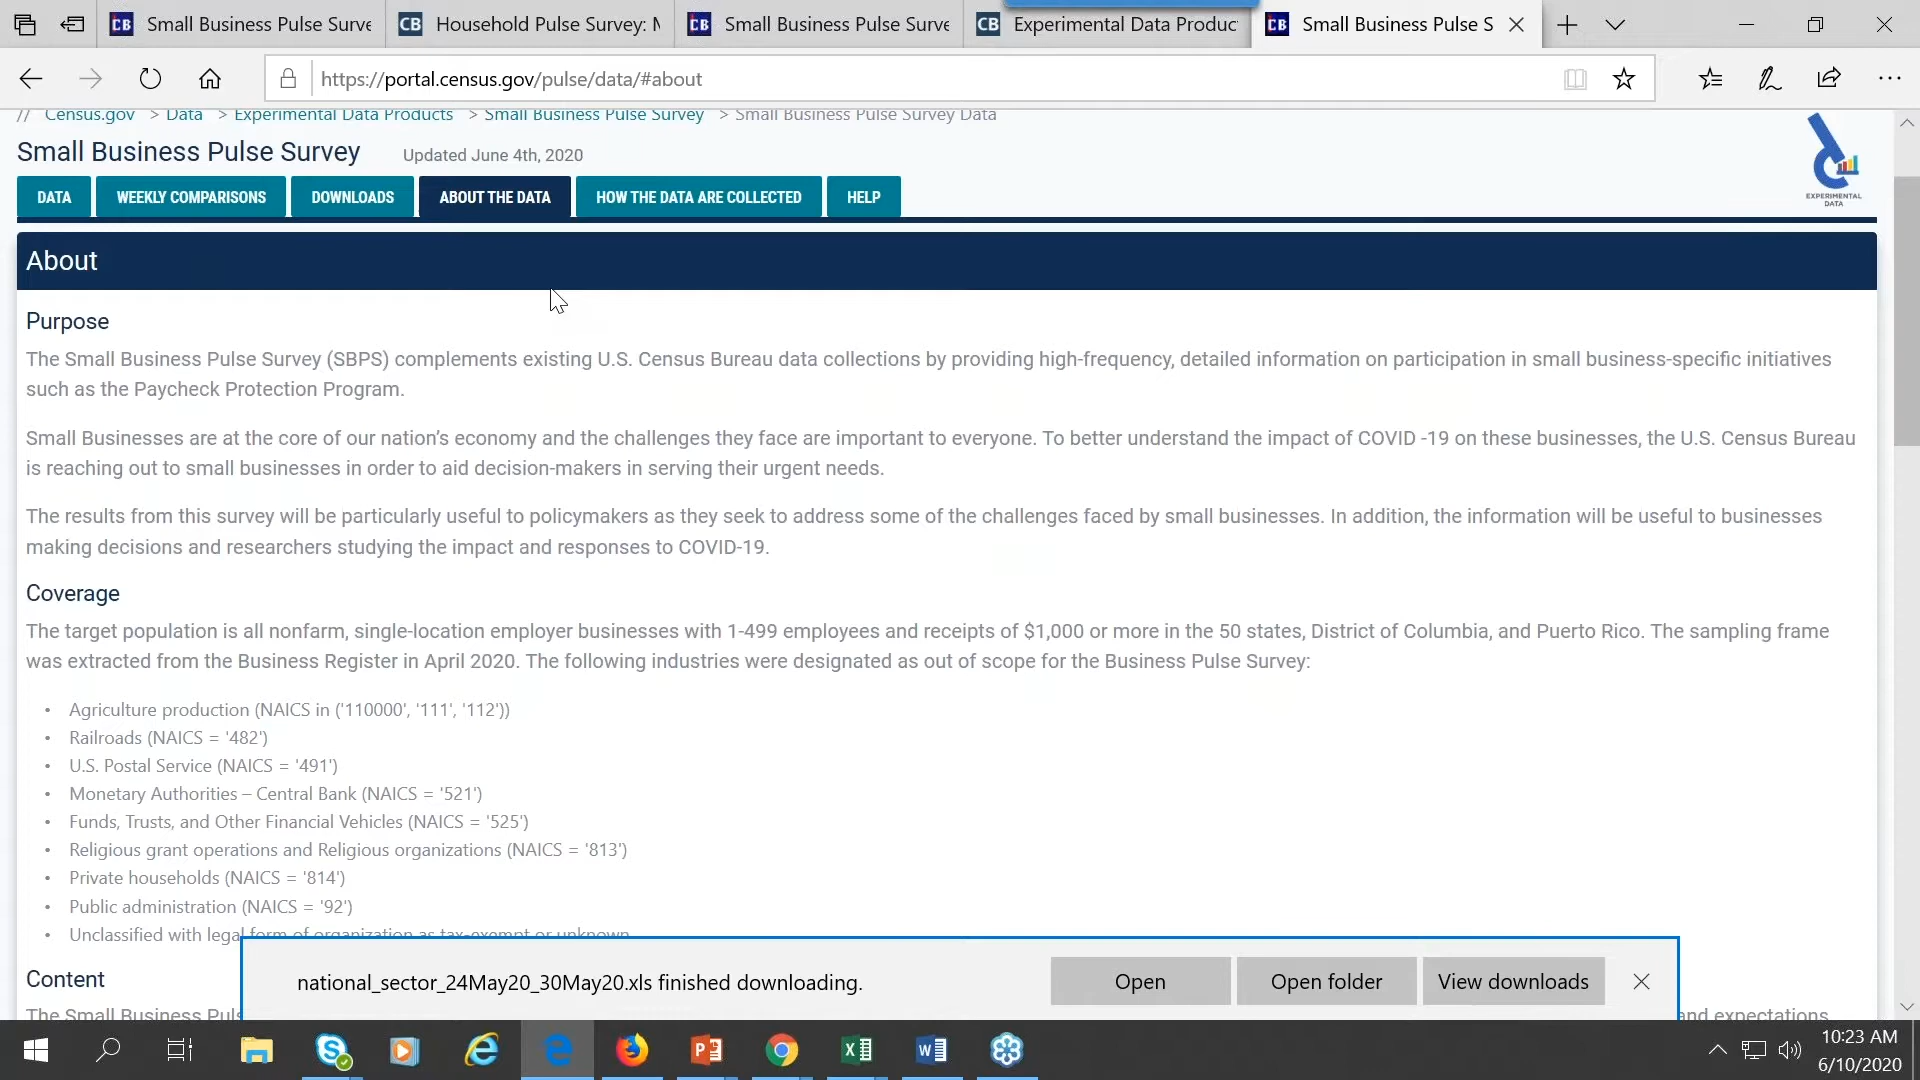 Small Business Pulse Surve
Household Pulse Survey: M
Small Business Pulse Surve
Experimental Data Produc
Small Business Pulse S
https://portal.census.gov/pulse/data/#about
// Census.gov > Data > Experimental Data Products > Small Business Pulse Survey > Small Business Pulse Survey Data
Small Business Pulse Survey Updated June 4th, 2020
EXPERIMENTAL
DATA
DATA WEEKLY COMPARISONS DOWNLOADS ABOUT THE DATA HOW THE DATA ARE COLLECTED HELP
About
Purpose
The Small Business Pulse Survey (SBPS) complements existing U.S. Census Bureau data collections by providing high-frequency, detailed information on participation in small business-specific initiatives
such as the Paycheck Protection Program.
Small Businesses are at the core of our nation's economy and the challenges they face are important to everyone. To better understand the impact of COVID -19 on these businesses, the U.S. Census Bureau
is reaching out to small businesses in order to aid decision-makers in serving their urgent needs.
The results from this survey will be particularly useful to policymakers as they seek to address some of the challenges faced by small businesses. In addition, the information will be useful to businesses
making decisions and researchers studying the impact and responses to COVID-19.
Coverage
The target population is all nonfarm, single-location employer businesses with 1-499 employees and receipts of $1,000 or more in the 50 states, District of Columbia, and Puerto Rico. The sampling frame
was extracted from the Business Register in April 2020. The following industries were designated as out of scope for the Business Pulse Survey:
• Agriculture production (NAICS in ('110000', '111', '112'))
• Railroads (NAICS = '482')
• U.S. Postal Service (NAICS = '491')
• Monetary Authorities – Central Bank (NAICS = '521')
• Funds, Trusts, and Other Financial Vehicles (NAICS = '525')
• Religious grant operations and Religious organizations (NAICS = '813')
• Private households (NAICS = '814')
• Public administration (NAICS = '92')
• Unclassified with legal form of organization as tax-exempt or unknown
Content
The Small Business Puls
and expectations
national_sector_24May20_30May20.xls finished downloading.
Open Open folder View downloads
10:23 AM
6/10/2020